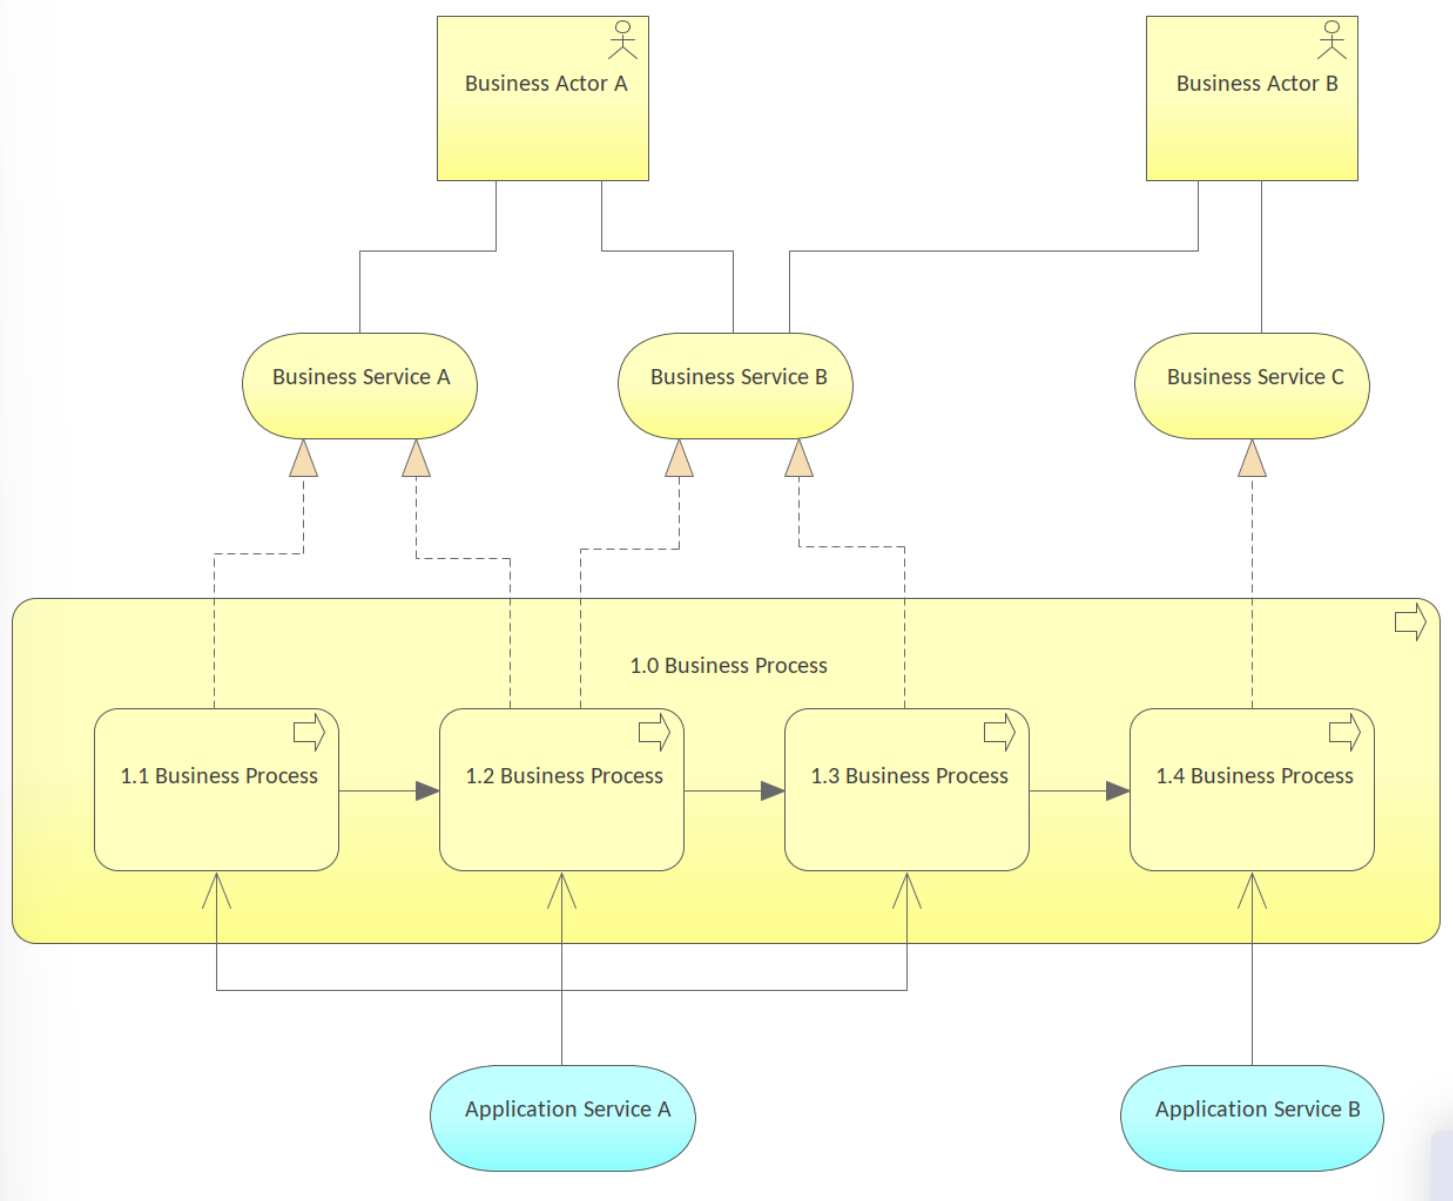 Business Actor A
Business Actor B
Business Service A
Business Service B
Business Service C
1.0 Business Process
1.1 Business Process
1.2 Business Process
1.3 Business Process
1.4 Business Process
Application Service A
Application Service B